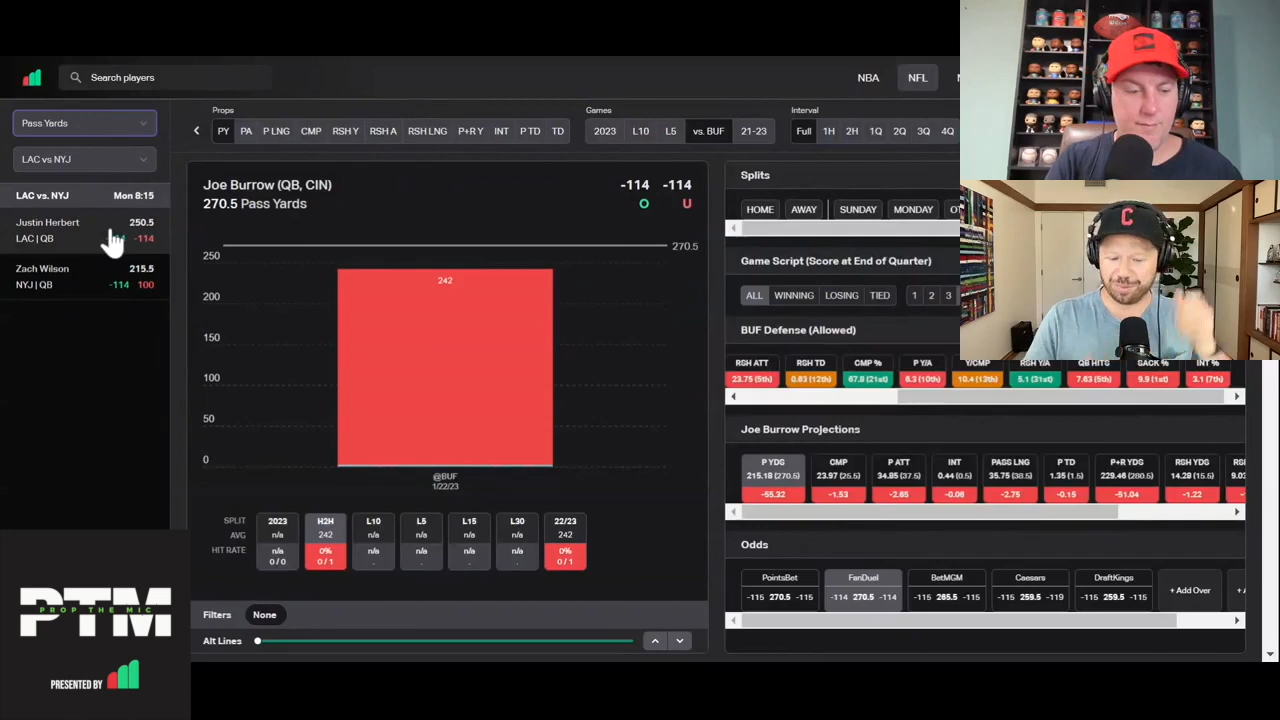 Search players
NBA
NFL
Pass Yards
LAC vs NYJ
LAC vs. NYJ Mon 8:15
Justin Herbert 250.5
LAC | QB -114
Zach Wilson 215.5
NYJ | QB -114 100
Props
PY PA P LNG CMP RSH Y RSH A RSH LNG P+R Y INT P TD TD
Games
2023 L10 L5 vs. BUF 21-23
Interval
Full 1H 2H 1Q 2Q 3Q 4Q
Joe Burrow (QB, CIN) -114 -114
270.5 Pass Yards O U
270.5
250
200
150
100
50
0
242
@BUF
1/22/23
SPLIT 2023 H2H L10 L5 L15 L30 22/23
AVG n/a 242 n/a n/a n/a n/a 242
HIT RATE n/a 0% n/a n/a n/a n/a 0%
0/0 0/1 . . . . 0/1
Filters None
Alt Lines
Splits
HOME AWAY SUNDAY MONDAY
Game Script (Score at End of Quarter)
ALL WINNING LOSING TIED 1 2 3
BUF Defense (Allowed)
RSH ATT RSH TD CMP % P Y/A Y/CMP RSH Y/A QB HITS SACK % INT %
23.75 (5th) 0.63 (12th) 67.9 (21st) 6.3 (10th) 10.4 (13th) 5.1 (31st) 7.63 (5th) 9.9 (1st) 3.1 (7th)
Joe Burrow Projections
P YDS CMP P ATT INT PASS LNG P TD P+R YDS RSH YDS
215.18 (270.5) 23.97 (25.5) 34.85 (37.5) 0.44 (0.5) 35.75 (38.5) 1.35 (1.5) 229.46 (280.5) 14.28 (15.5) 9.03
-55.32 -1.53 -2.65 -0.06 -2.75 -0.15 -51.04 -1.22
Odds
PointsBet FanDuel BetMGM Caesars DraftKings
-115 270.5 -115 -114 270.5 -114 -115 265.5 -115 -115 259.5 -119 -115 259.5 -115 + Add Over
PTM
PROP THE MIC
PRESENTED BY
C